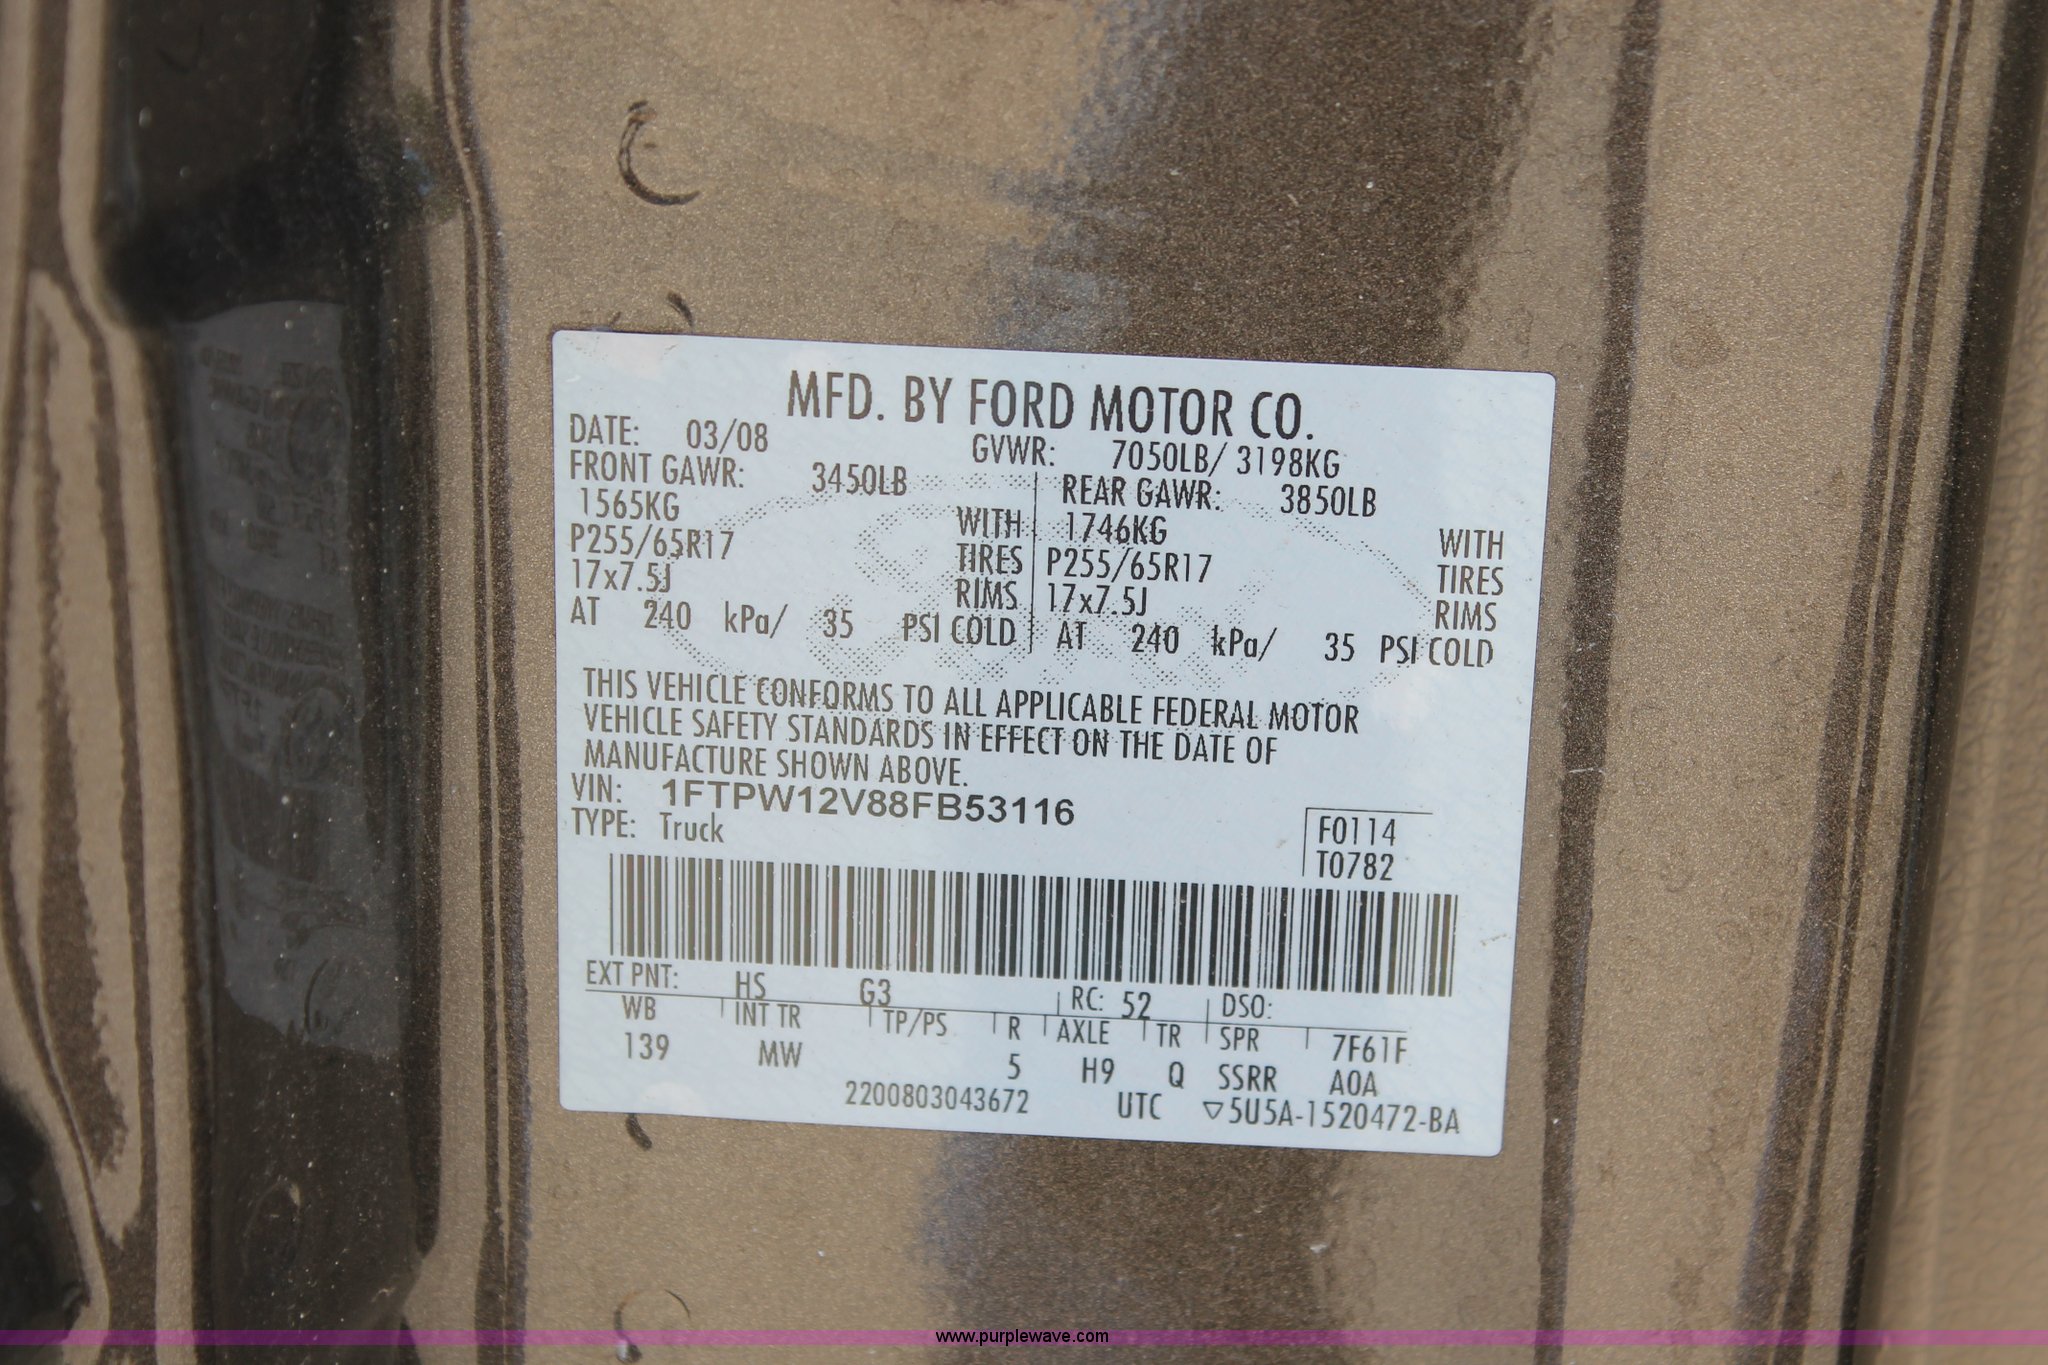 MFD. BY FORD MOTOR CO.
DATE: 03/08 GVWR: 7050LB/ 3198KG
FRONT GAWR: 3450LB REAR GAWR: 3850LB
1565KG WITH 1746KG WITH
P255/65R17 TIRES P255/65R17 TIRES
17x7.5J RIMS 17x7.5J RIMS
AT 240 kPa/ 35 PSI COLD AT 240 kPa/ 35 PSI COLD
THIS VEHICLE CONFORMS TO ALL APPLICABLE FEDERAL MOTOR
VEHICLE SAFETY STANDARDS IN EFFECT ON THE DATE OF
MANUFACTURE SHOWN ABOVE.
VIN: 1FTPW12V88FB53116
TYPE: Truck F0114
T0782
EXT PNT: HS G3 RC: 52 DSO:
WB INT TR TP/PS R AXLE TR SPR 7F61F
139 MW 5 H9 Q SSRR A0A
2200803043672 UTC ▽5U5A-1520472-BA
www.purplewave.com